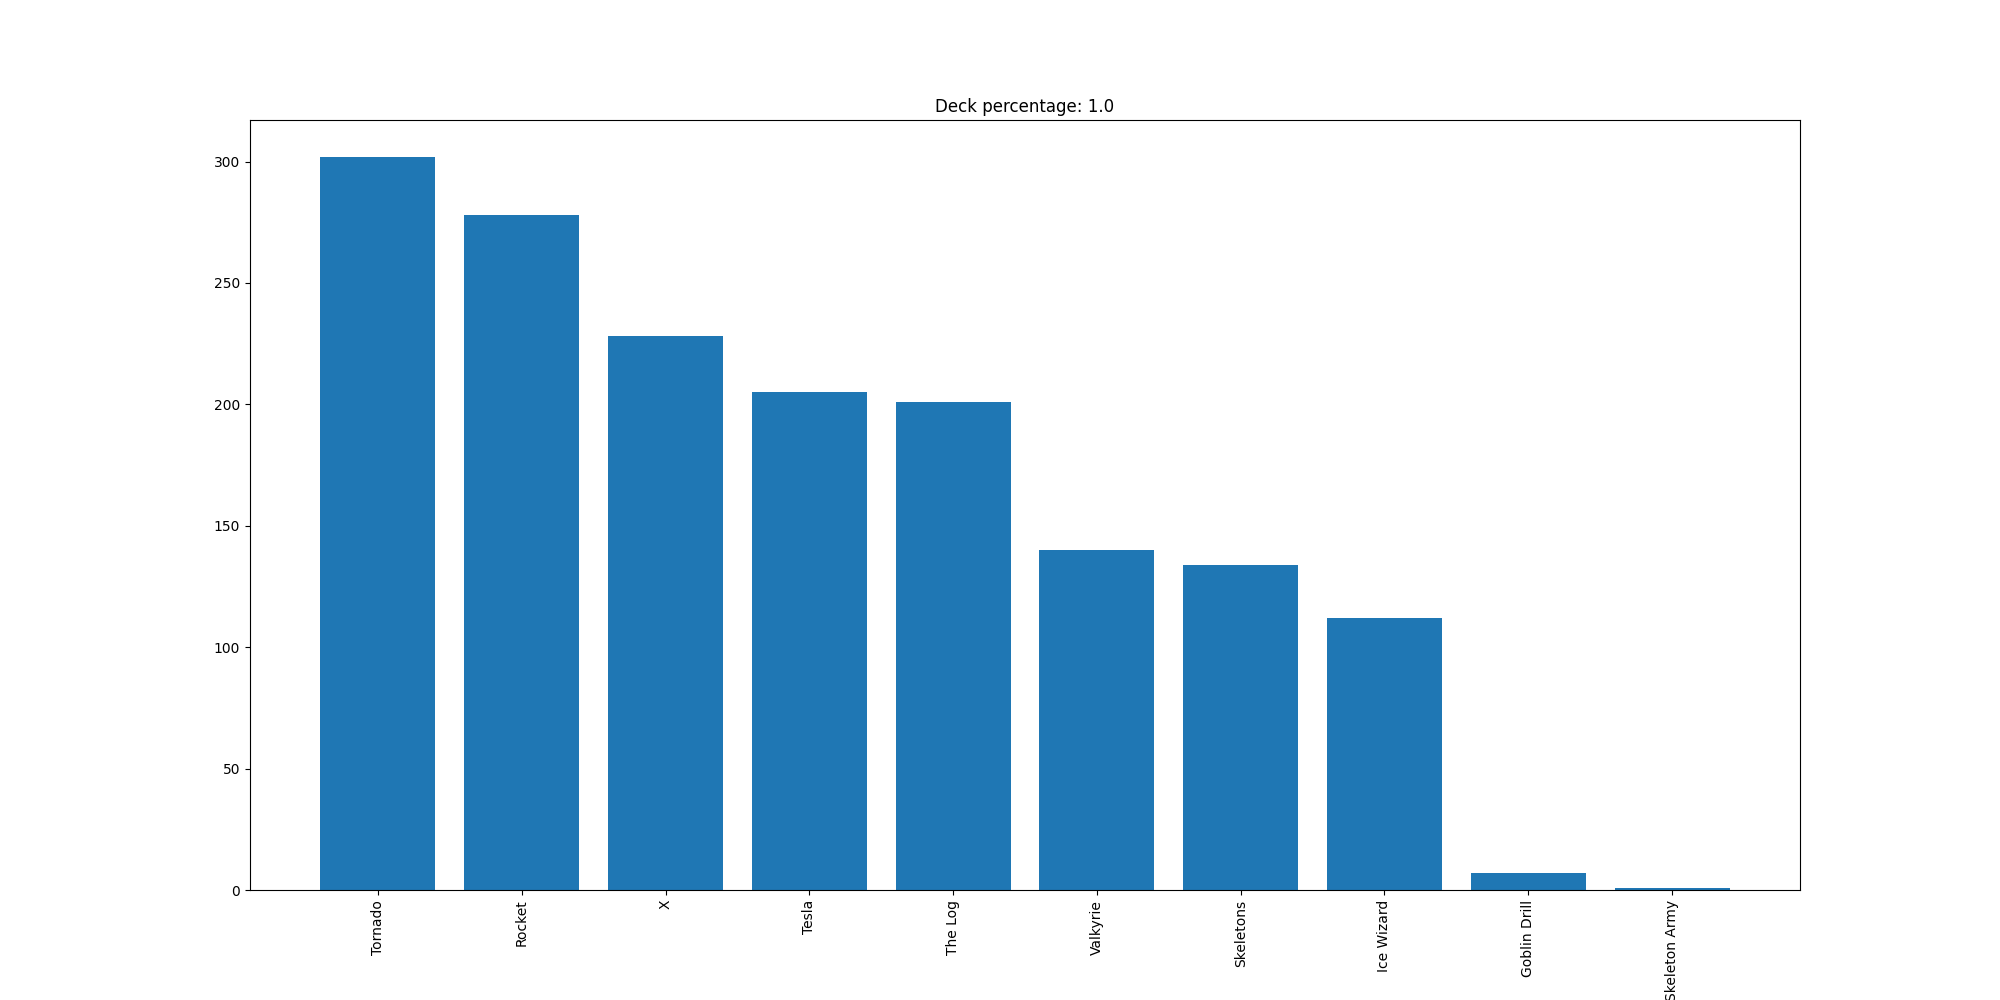 Deck percentage: 1.0
300
250
200
150
100
50
0
Tornado
Rocket
X
Tesla
The Log
Valkyrie
Skeletons
Ice Wizard
Goblin Drill
Skeleton Army